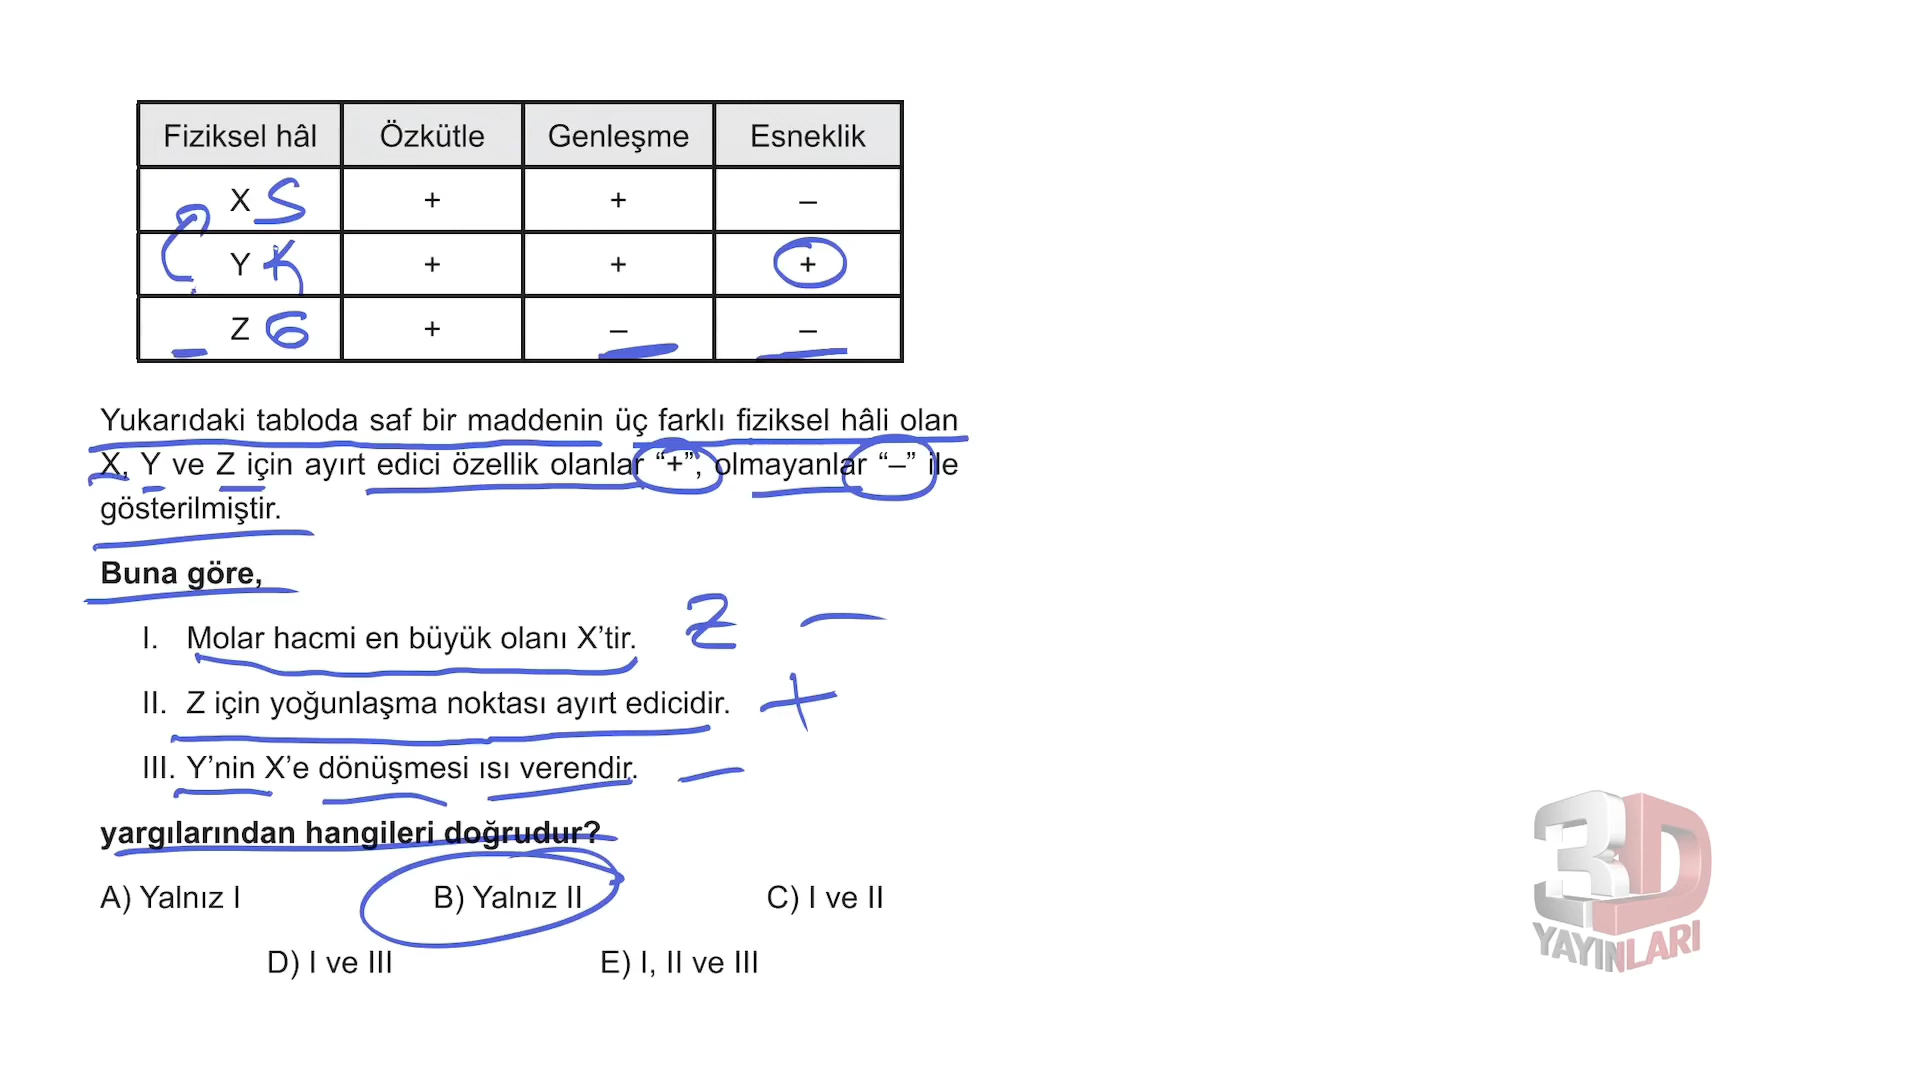 Fiziksel hâl Özkütle Genleşme Esneklik
X S + + –
Y K + + +
Z G + – –
Yukarıdaki tabloda saf bir maddenin üç farklı fiziksel hâli olan
X, Y ve Z için ayırt edici özellik olanlar “+”, olmayanlar “–” ile
gösterilmiştir.
Buna göre,
I. Molar hacmi en büyük olanı X’tir. Z –
II. Z için yoğunlaşma noktası ayırt edicidir. +
III. Y’nin X’e dönüşmesi ısı verendir. –
yargılarından hangileri doğrudur?
A) Yalnız I B) Yalnız II C) I ve II
D) I ve III E) I, II ve III
3D
YAYINLARI